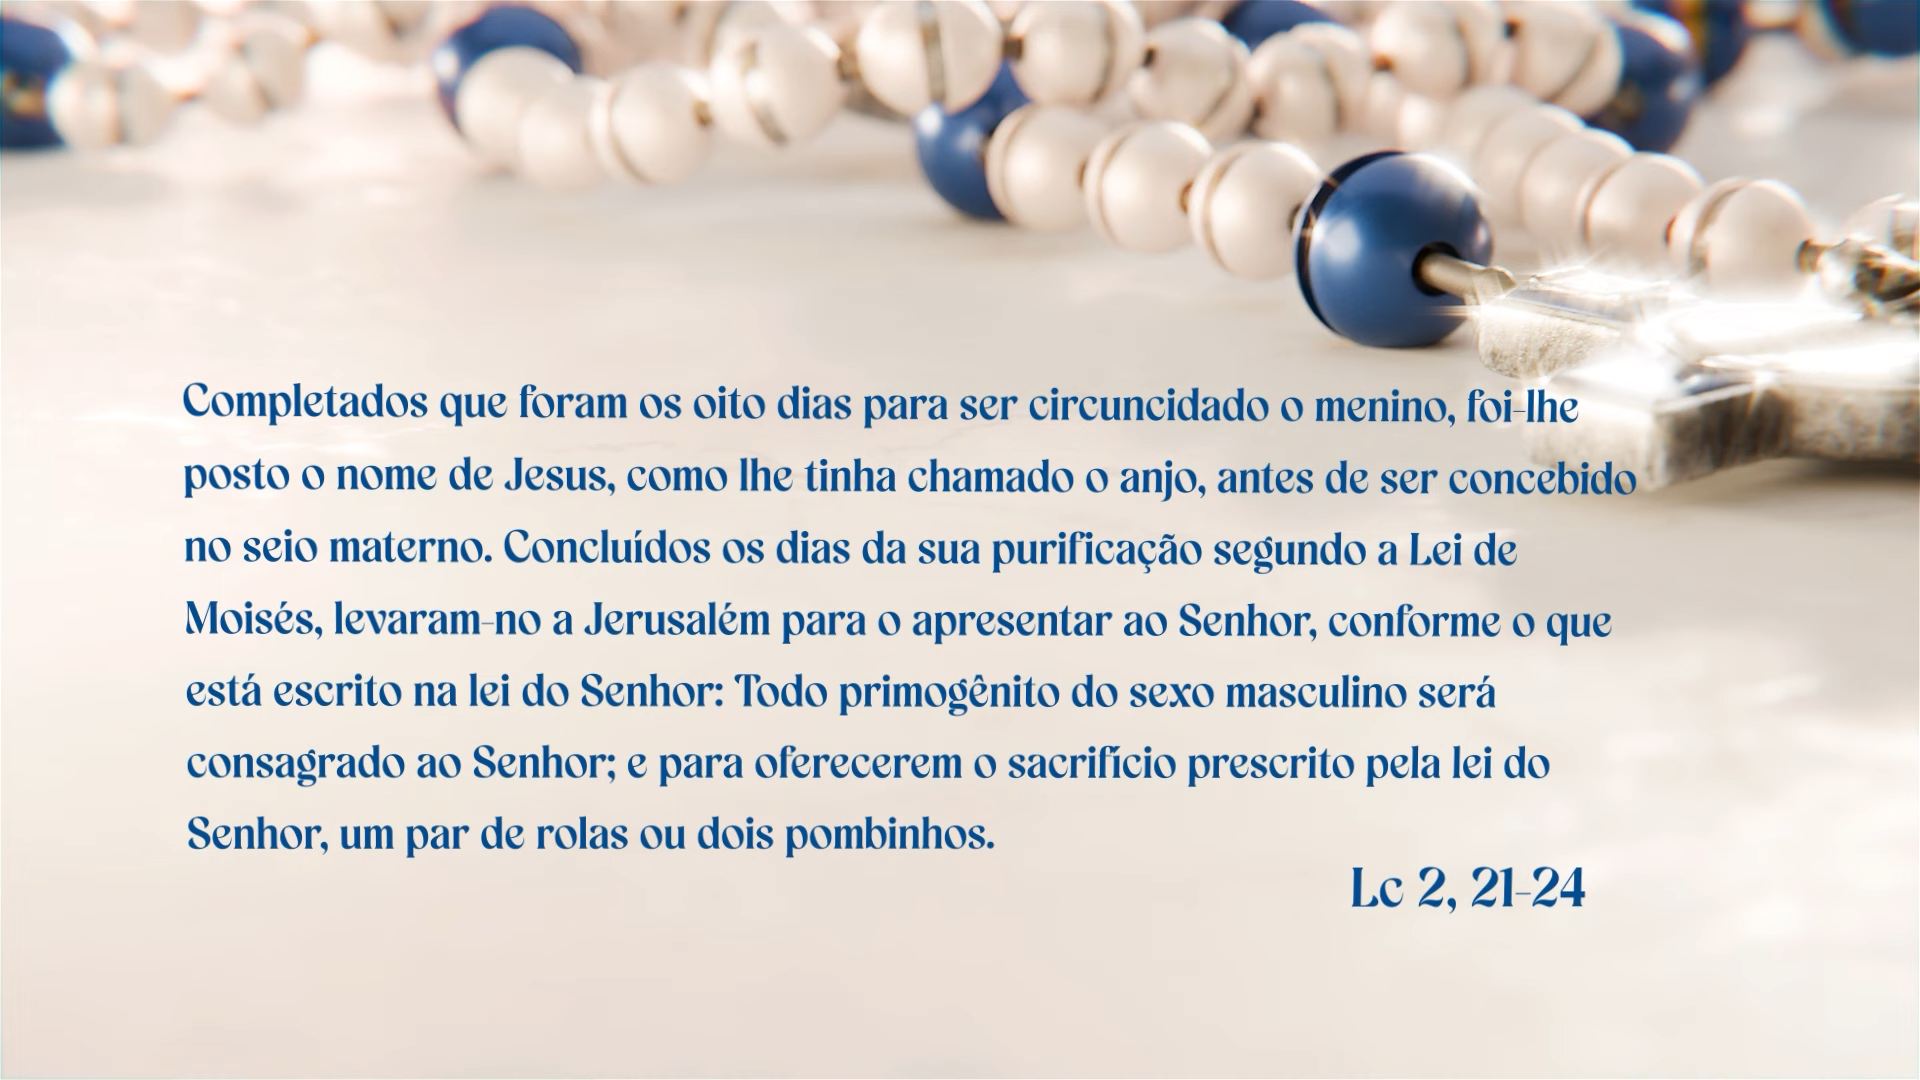 Completados que foram os oito dias para ser circuncidado o menino, foi-lhe
posto o nome de Jesus, como lhe tinha chamado o anjo, antes de ser concebido
no seio materno. Concluídos os dias da sua purificação segundo a Lei de
Moisés, levaram-no a Jerusalém para o apresentar ao Senhor, conforme o que
está escrito na lei do Senhor: Todo primogênito do sexo masculino será
consagrado ao Senhor; e para oferecerem o sacrifício prescrito pela lei do
Senhor, um par de rolas ou dois pombinhos.
Lc 2, 21-24